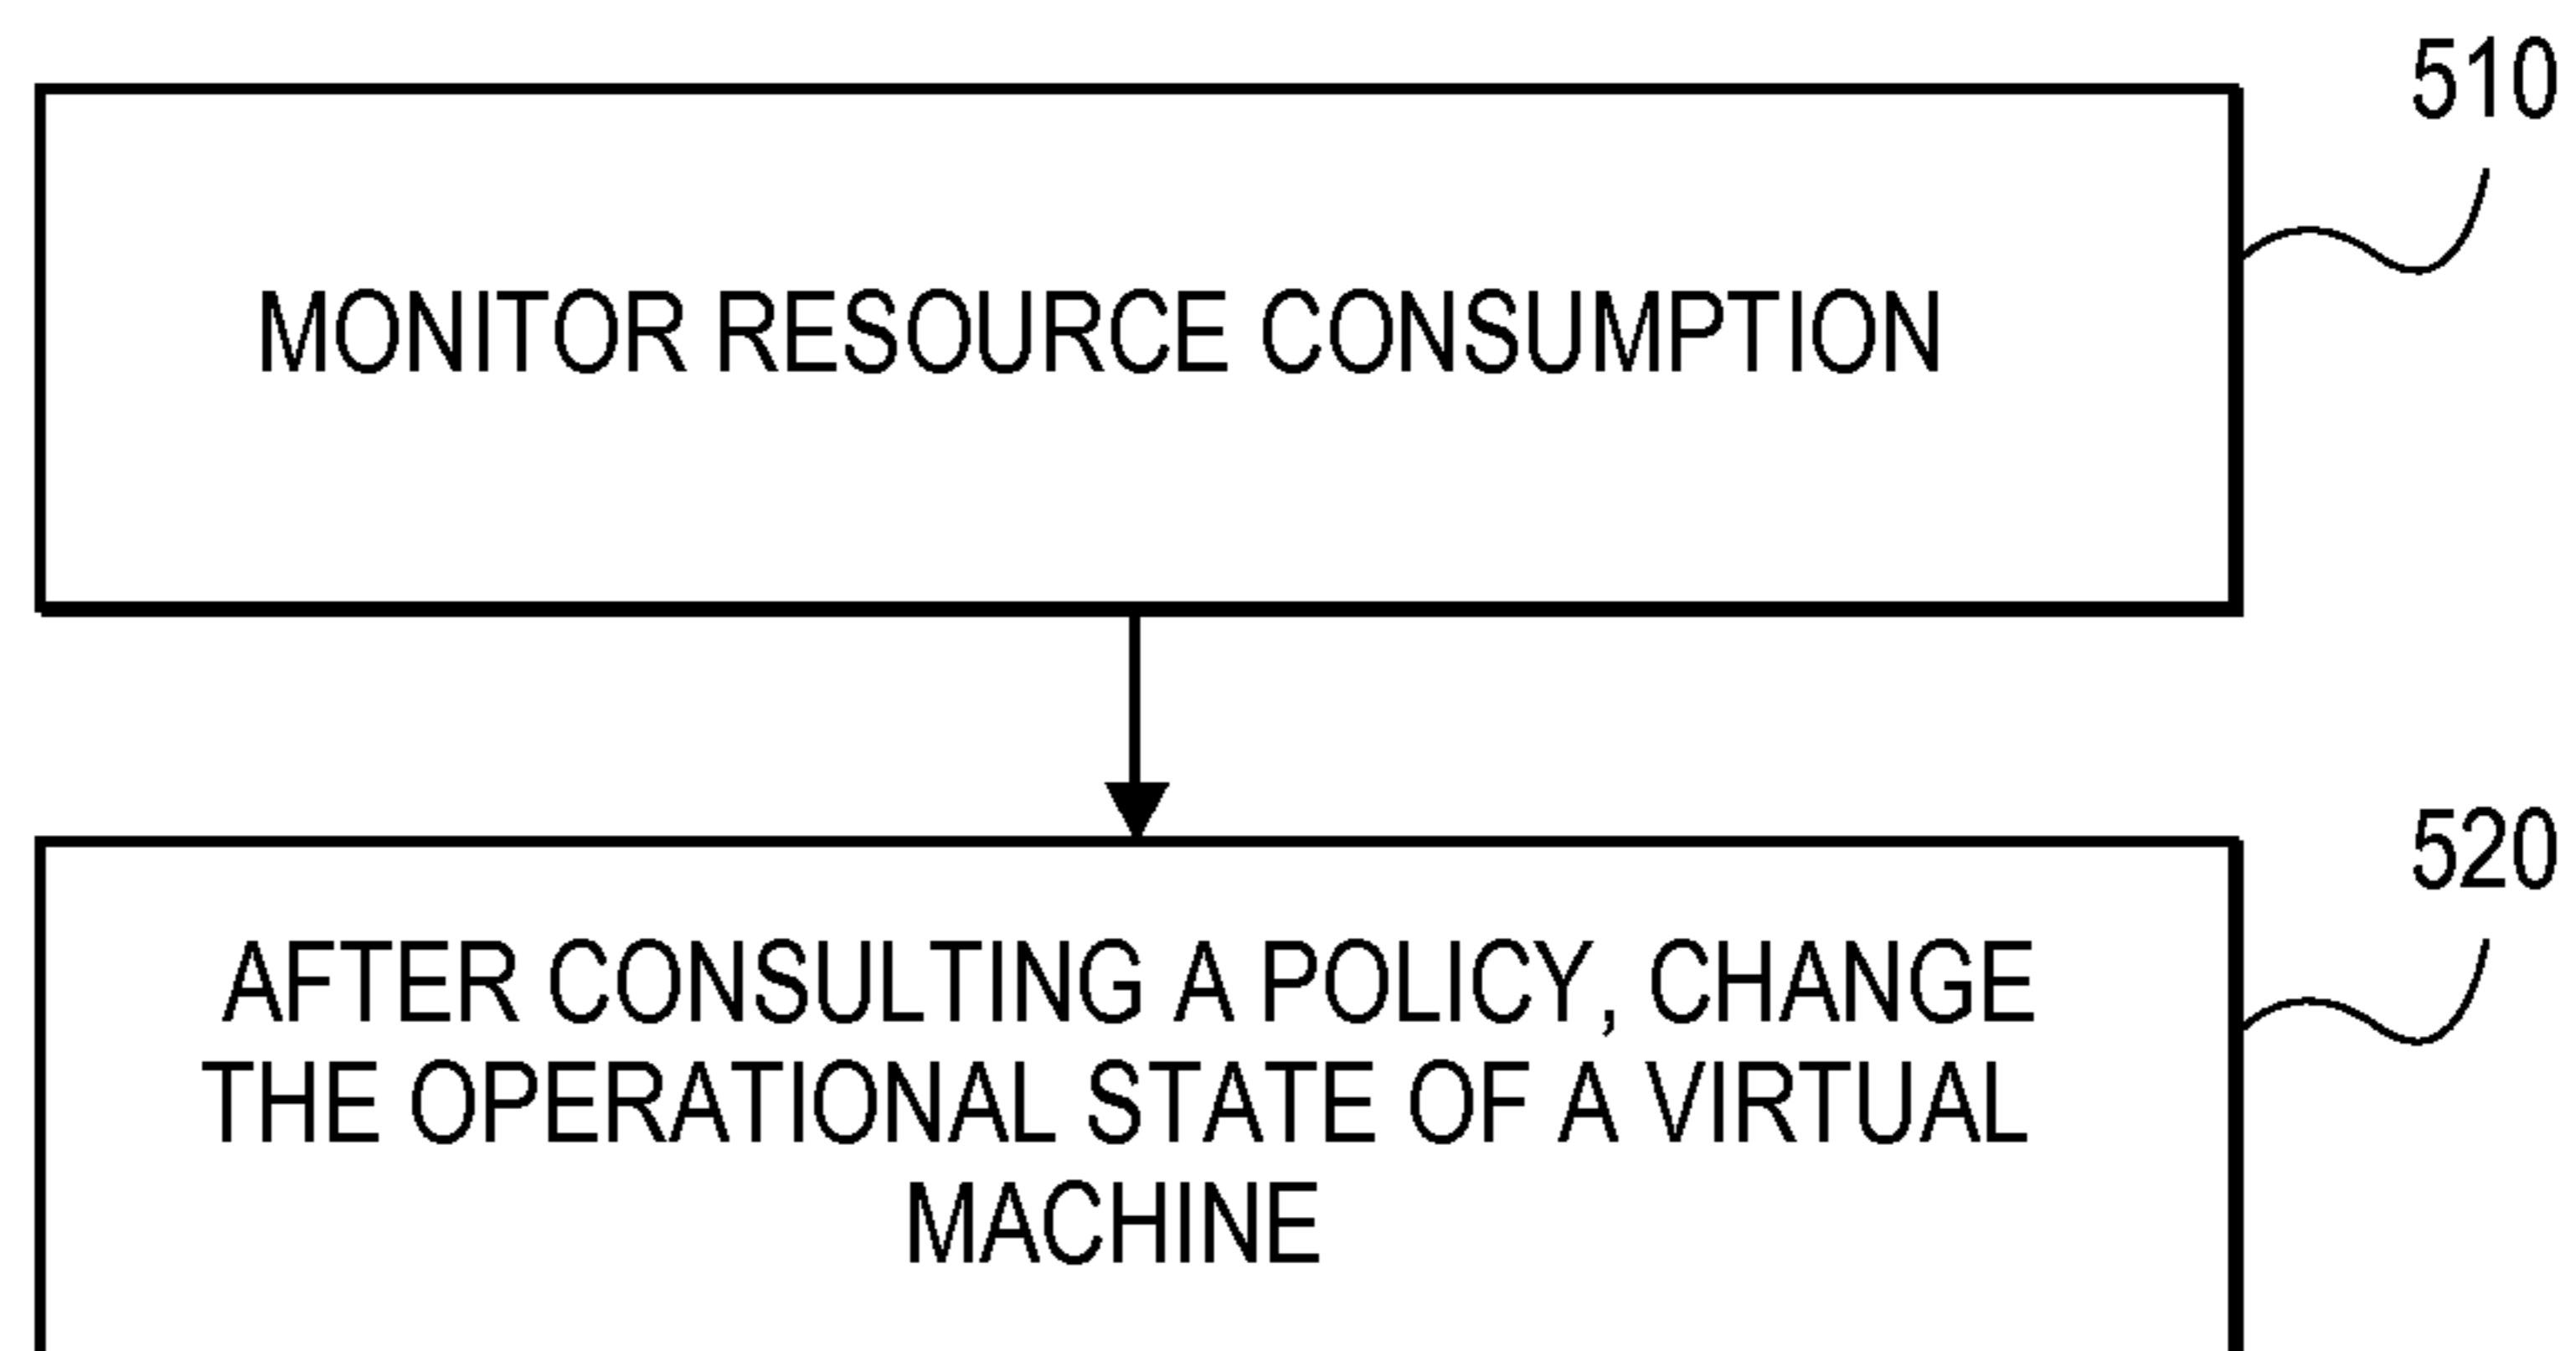 510
MONITOR RESOURCE CONSUMPTION
520
AFTER CONSULTING A POLICY, CHANGE
THE OPERATIONAL STATE OF A VIRTUAL
MACHINE